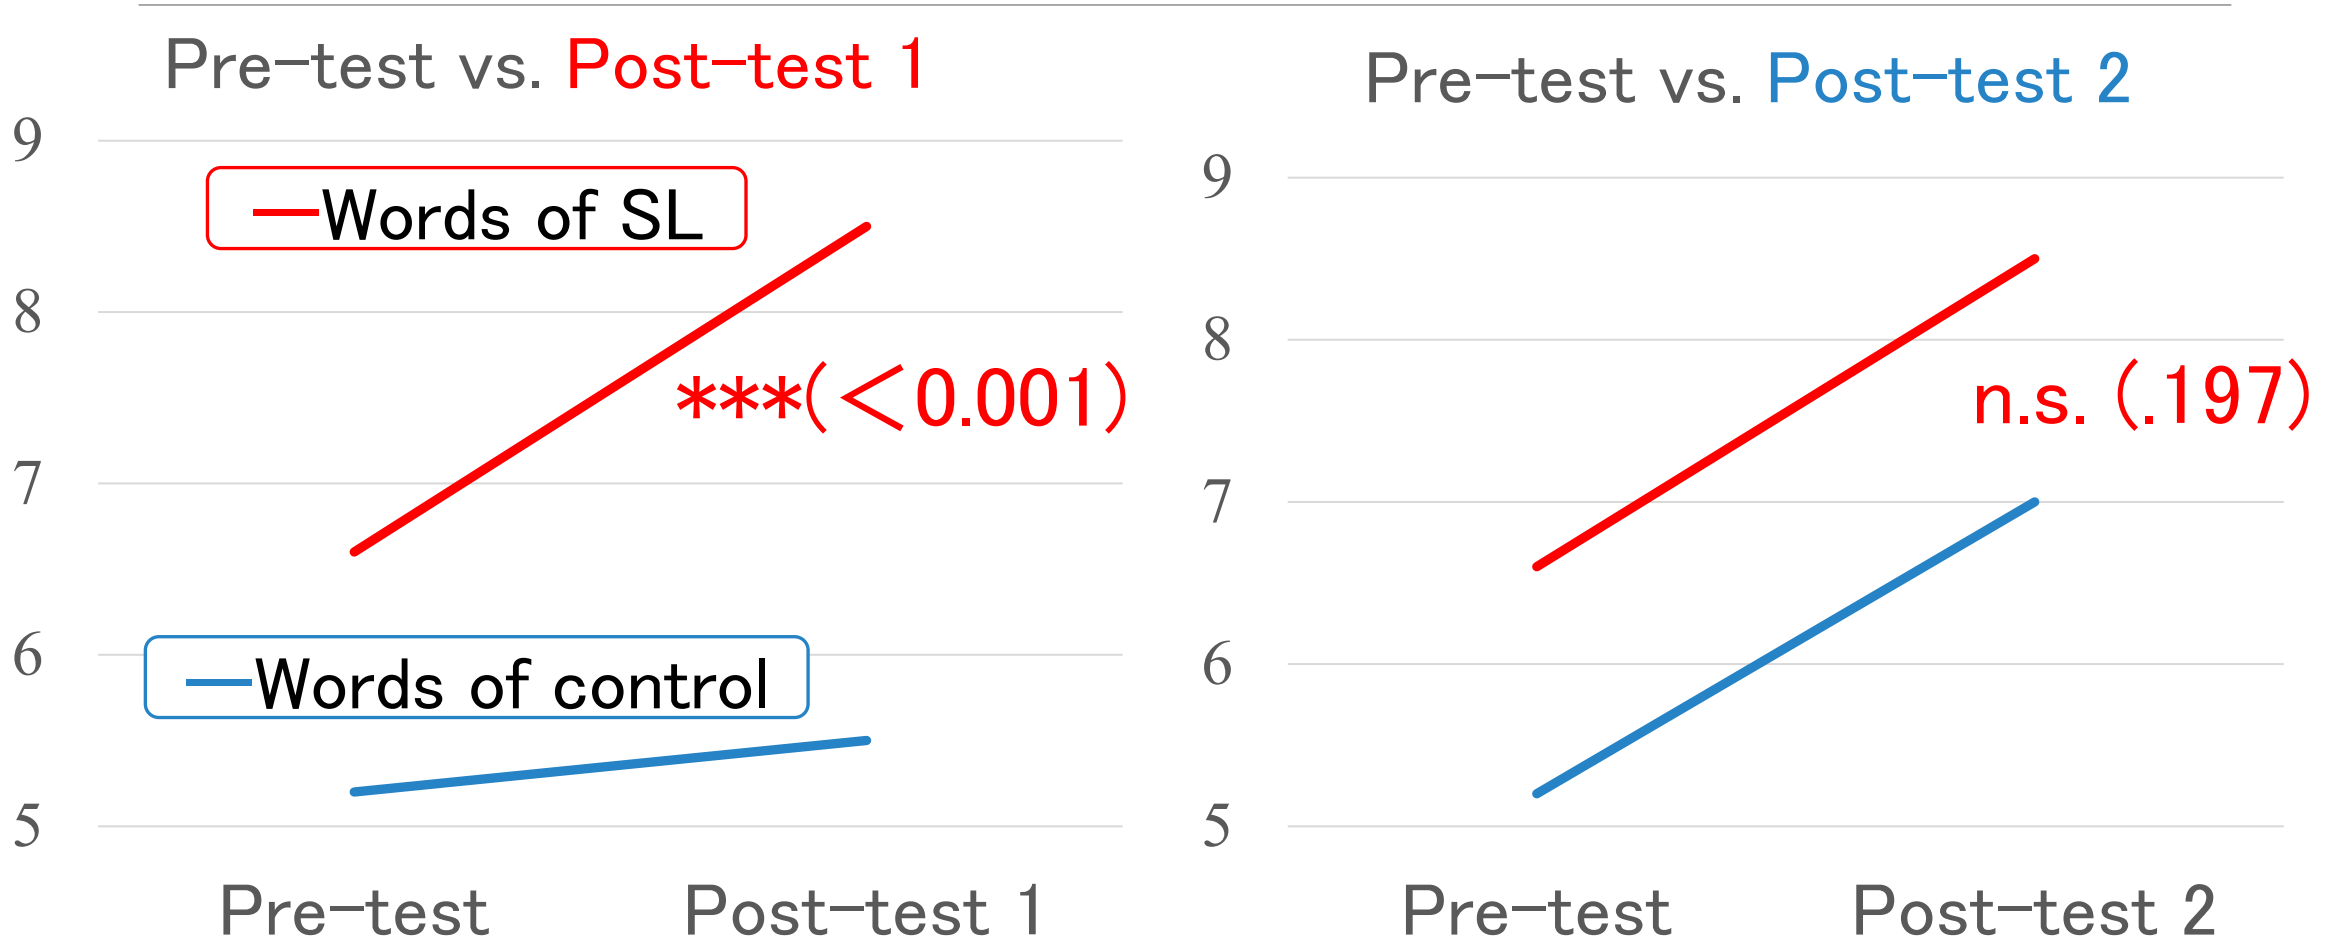 Pre-test vs. Post-test 1
9
Words of SL
8
***(<0.001)
7
6
Words of control
5
Pre-test Post-test 1
Pre-test vs. Post-test 2
9
8
n.s. (.197)
7
6
5
Pre-test Post-test 2